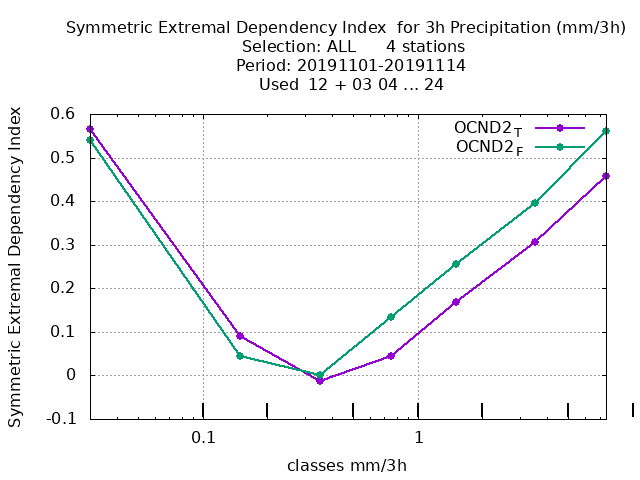 Symmetric Extremal Dependency Index  for 3h Precipitation (mm/3h)
Selection: ALL      4 stations
Period: 20191101-20191114
Used  12 + 03 04 ... 24
OCND2T
OCND2F
Symmetric Extremal Dependency Index
0.6
0.5
0.4
0.3
0.2
0.1
0
-0.1
0.1
1
classes mm/3h